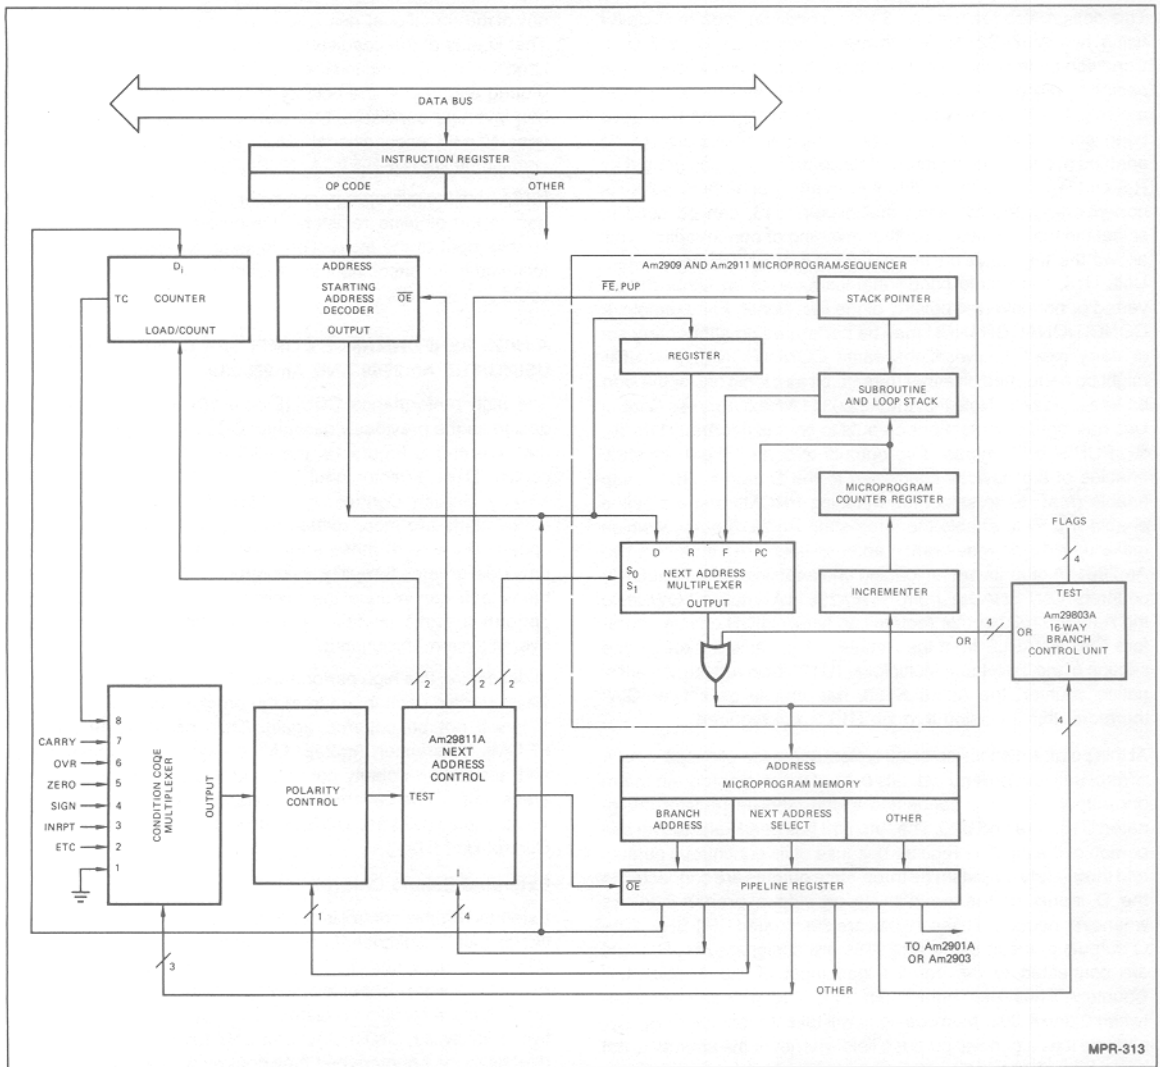 DATA BUS
INSTRUCTION REGISTER
OP CODE
OTHER
Di
TC
COUNTER
LOAD/COUNT
ADDRESS
OE
STARTING
ADDRESS
DECODER
OUTPUT
Am2909 AND Am2911 MICROPROGRAM-SEQUENCER
FE, PUP
STACK POINTER
REGISTER
SUBROUTINE
AND LOOP STACK
MICROPROGRAM
COUNTER REGISTER
D R F PC
S0
S1
NEXT ADDRESS
MULTIPLEXER
OUTPUT
INCREMENTER
FLAGS
4
TEST
Am29803A
16-WAY
BRANCH
CONTROL UNIT
I
OR
4
OR
4
2
2
2
8
CARRY
7
OVR
6
ZERO
5
SIGN
4
INRPT
3
ETC
2
1
CONDITION CODE
MULTIPLEXER
OUTPUT
POLARITY
CONTROL
Am29811A
NEXT
ADDRESS
CONTROL
TEST
I
ADDRESS
MICROPROGRAM MEMORY
BRANCH
ADDRESS
NEXT ADDRESS
SELECT
OTHER
OE
PIPELINE REGISTER
1
4
3
TO Am2901A
OR Am2903
OTHER
MPR-313